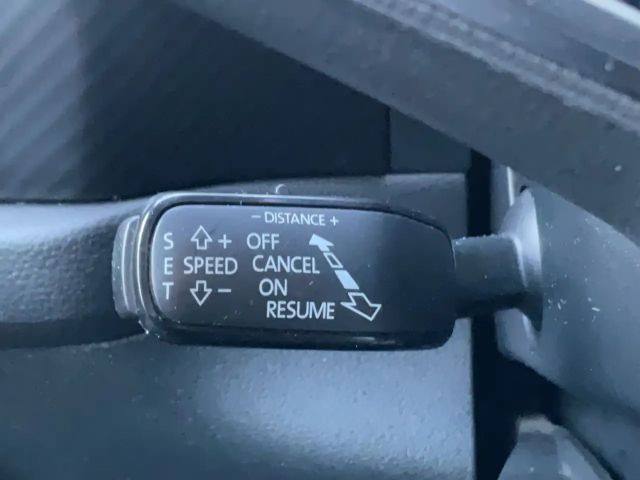 - DISTANCE +
S + OFF
E SPEED CANCEL
T - ON
RESUME